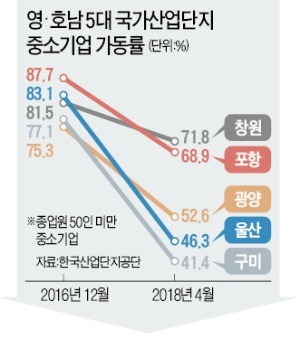 영·호남 5대 국가산업단지
중소기업 가동률 (단위:%)
87.7
83.1
81.5
77.1
75.3
71.8 창원
68.9 포항
52.6 광양
46.3 울산
41.4 구미
※종업원 50인 미만
중소기업
자료:한국산업단지공단
2016년 12월 2018년 4월